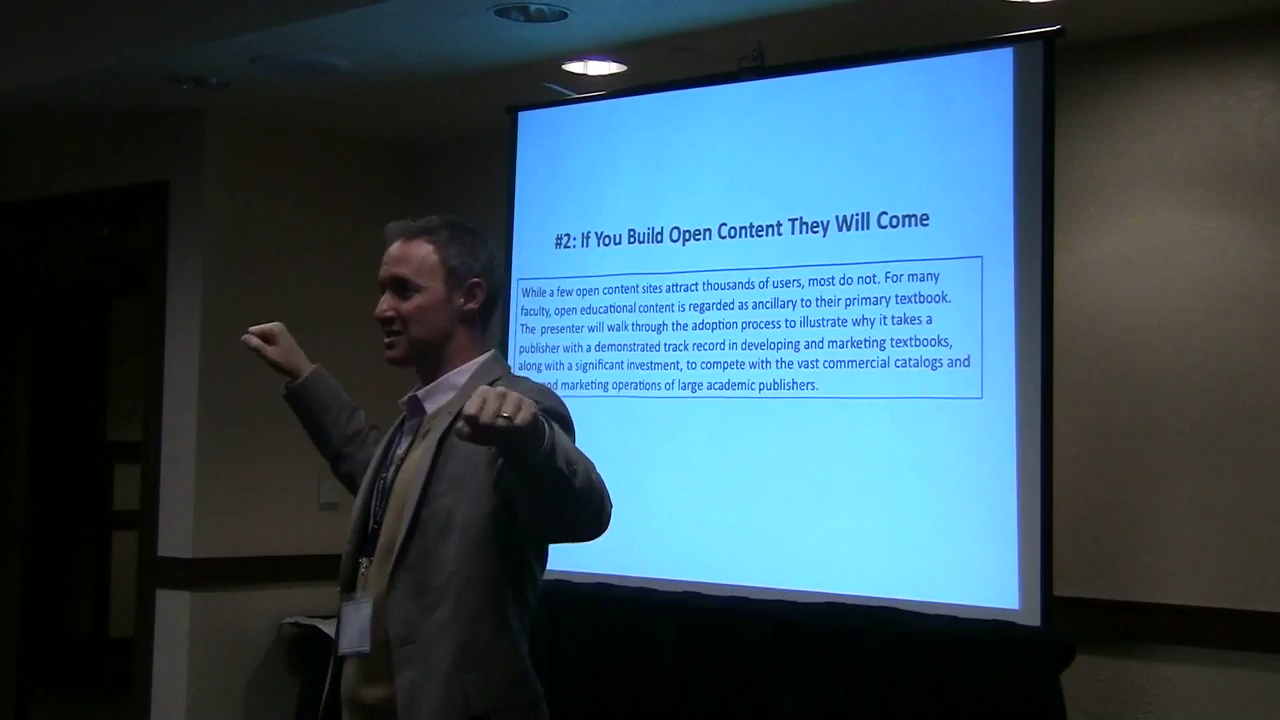 #2: If You Build Open Content They Will Come
While a few open content sites attract thousands of users, most do not. For many
faculty, open educational content is regarded as ancillary to their primary textbook.
The presenter will walk through the adoption process to illustrate why it takes a
publisher with a demonstrated track record in developing and marketing textbooks,
along with a significant investment, to compete with the vast commercial catalogs and
marketing operations of large academic publishers.